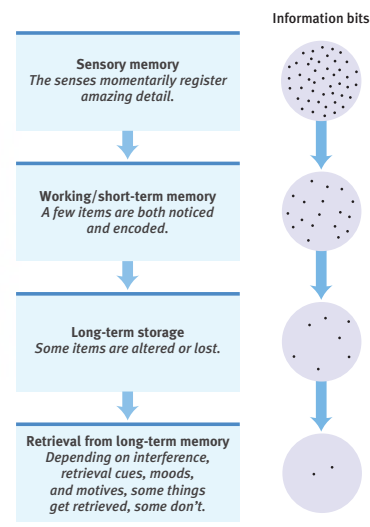 Information bits
Sensory memory
The senses momentarily register
amazing detail.
Working/short-term memory
A few items are both noticed
and encoded.
Long-term storage
Some items are altered or lost.
Retrieval from long-term memory
Depending on interference,
retrieval cues, moods,
and motives, some things
get retrieved, some don’t.